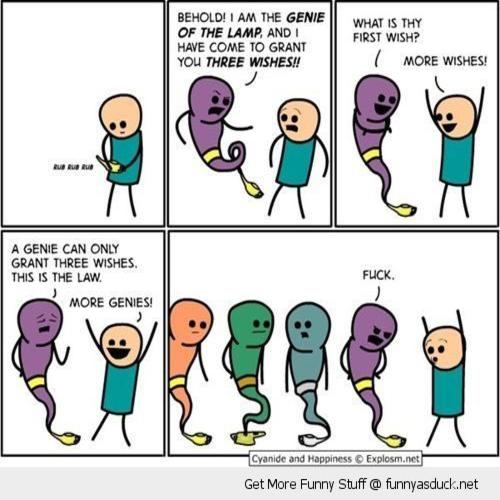 RUB RUB RUB
BEHOLD! I AM THE GENIE
OF THE LAMP, AND I
HAVE COME TO GRANT
YOU THREE WISHES!!
WHAT IS THY
FIRST WISH?
MORE WISHES!
A GENIE CAN ONLY
GRANT THREE WISHES.
THIS IS THE LAW.
MORE GENIES!
FUCK.
Cyanide and Happiness © Explosm.net
Get More Funny Stuff @ funnyasduck.net